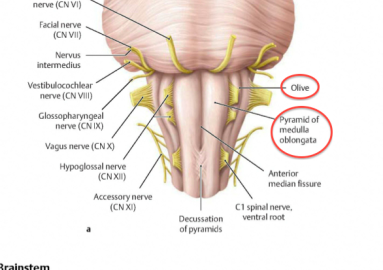 nerve (CN VI)
Facial nerve
(CN VII)
Nervus
intermedius
Vestibulocochlear
nerve (CN VIII)
Glossopharyngeal
nerve (CN IX)
Vagus nerve (CN X)
Hypoglossal nerve
(CN XII)
Accessory nerve
(CN XI)
a
Decussation
of pyramids
Olive
Pyramid of
medulla
oblongata
Anterior
median fissure
C1 spinal nerve,
ventral root
Brainstem